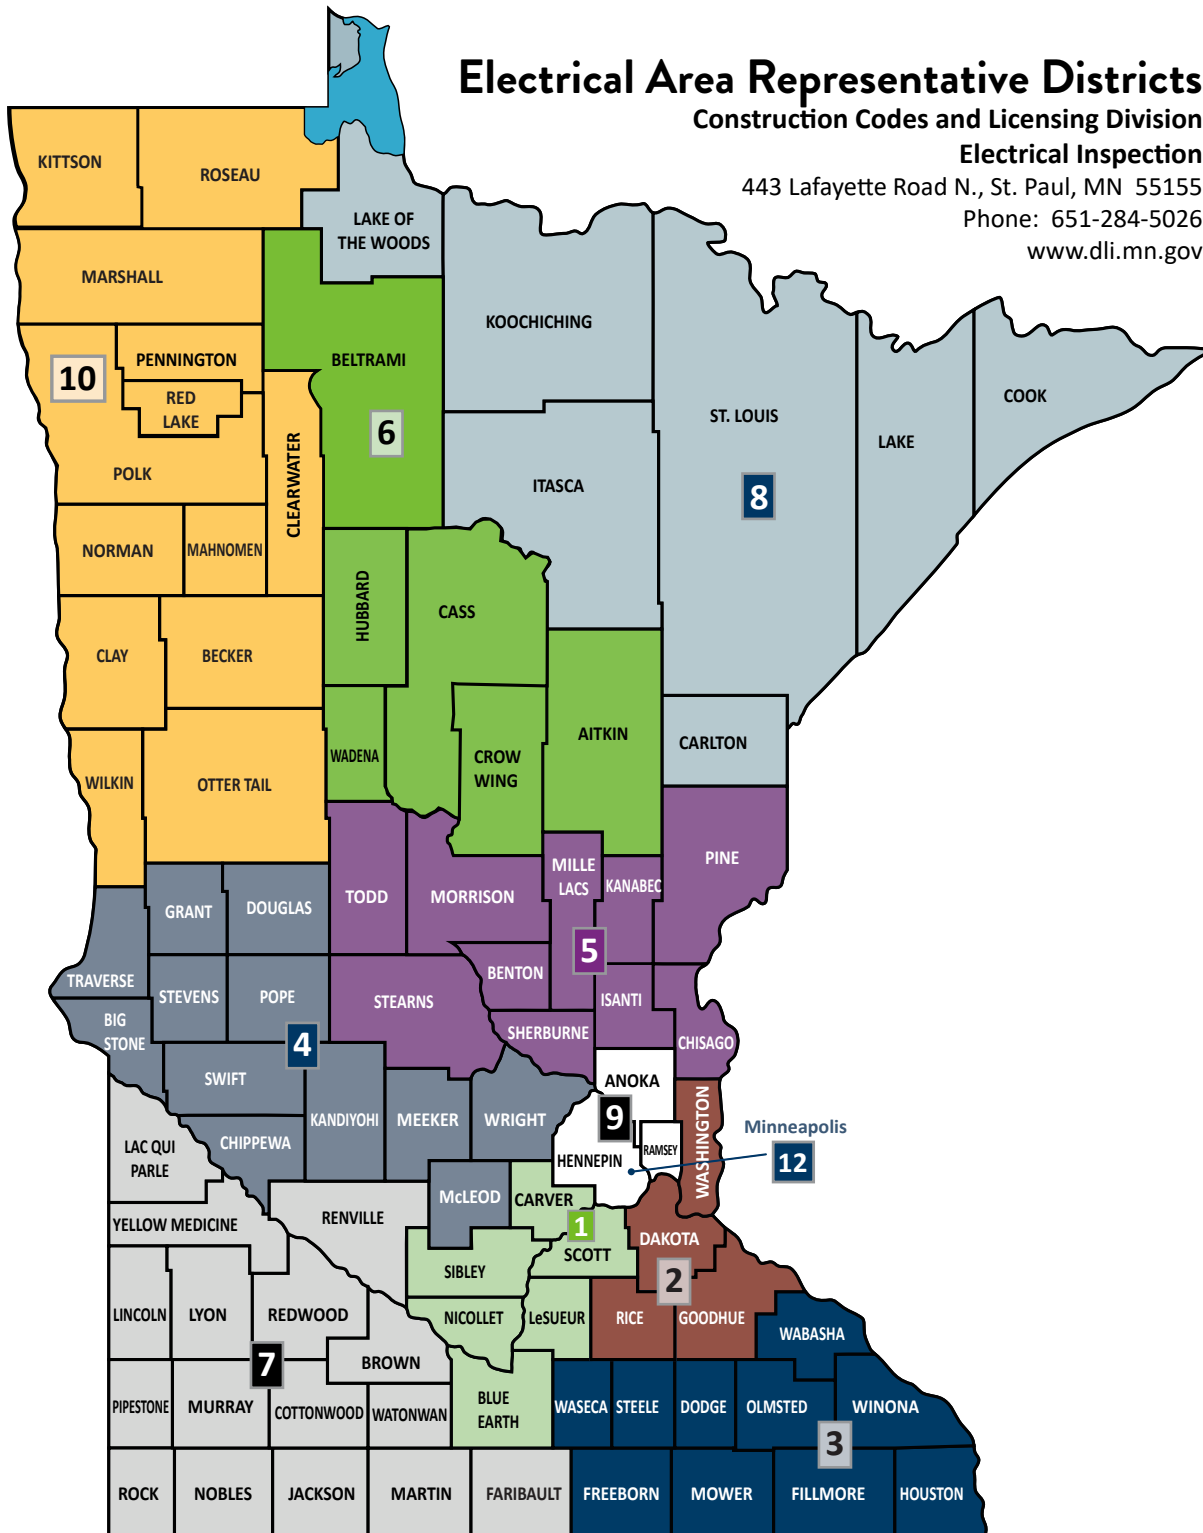 Electrical Area Representative Districts
Construction Codes and Licensing Division
Electrical Inspection
443 Lafayette Road N., St. Paul, MN 55155
Phone: 651-284-5026
www.dli.mn.gov
KITTSON
ROSEAU
LAKE OF
THE WOODS
MARSHALL
KOOCHICHING
PENNINGTON
BELTRAMI
10
RED
LAKE
COOK
ST. LOUIS
6
LAKE
POLK
CLEARWATER
ITASCA
8
NORMAN
MAHNOMEN
HUBBARD
CASS
CLAY
BECKER
AITKIN
CARLTON
WADENA
CROW
WING
WILKIN
OTTER TAIL
PINE
MILLE
LACS
KANABEC
TODD
MORRISON
GRANT
DOUGLAS
5
BENTON
TRAVERSE
STEVENS
POPE
STEARNS
ISANTI
BIG
STONE
SHERBURNE
CHISAGO
4
SWIFT
ANOKA
KANDIYOHI
MEEKER
WRIGHT
9
WASHINGTON
Minneapolis
CHIPPEWA
LAC QUI
PARLE
RAMSEY
HENNEPIN
12
McLEOD
CARVER
RENVILLE
YELLOW MEDICINE
1
DAKOTA
SCOTT
SIBLEY
2
LINCOLN
LYON
REDWOOD
NICOLLET
LeSUEUR
RICE
GOODHUE
WABASHA
7
BROWN
PIPESTONE
MURRAY
COTTONWOOD
WATONWAN
BLUE
EARTH
WASECA
STEELE
DODGE
OLMSTED
WINONA
3
ROCK
NOBLES
JACKSON
MARTIN
FARIBAULT
FREEBORN
MOWER
FILLMORE
HOUSTON